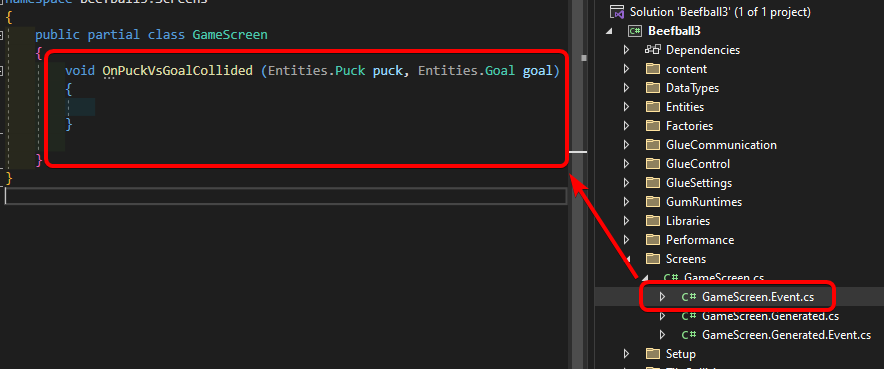 namespace Beefball3.Screens
{
public partial class GameScreen
{
void OnPuckVsGoalCollided (Entities.Puck puck, Entities.Goal goal)
{
}
}
}
Solution 'Beefball3' (1 of 1 project)
C# Beefball3
Dependencies
content
DataTypes
Entities
Factories
GlueCommunication
GlueControl
GlueSettings
GumRuntimes
Libraries
Performance
Screens
C# GameScreen.cs
C# GameScreen.Event.cs
C# GameScreen.Generated.cs
C# GameScreen.Generated.Event.cs
Setup